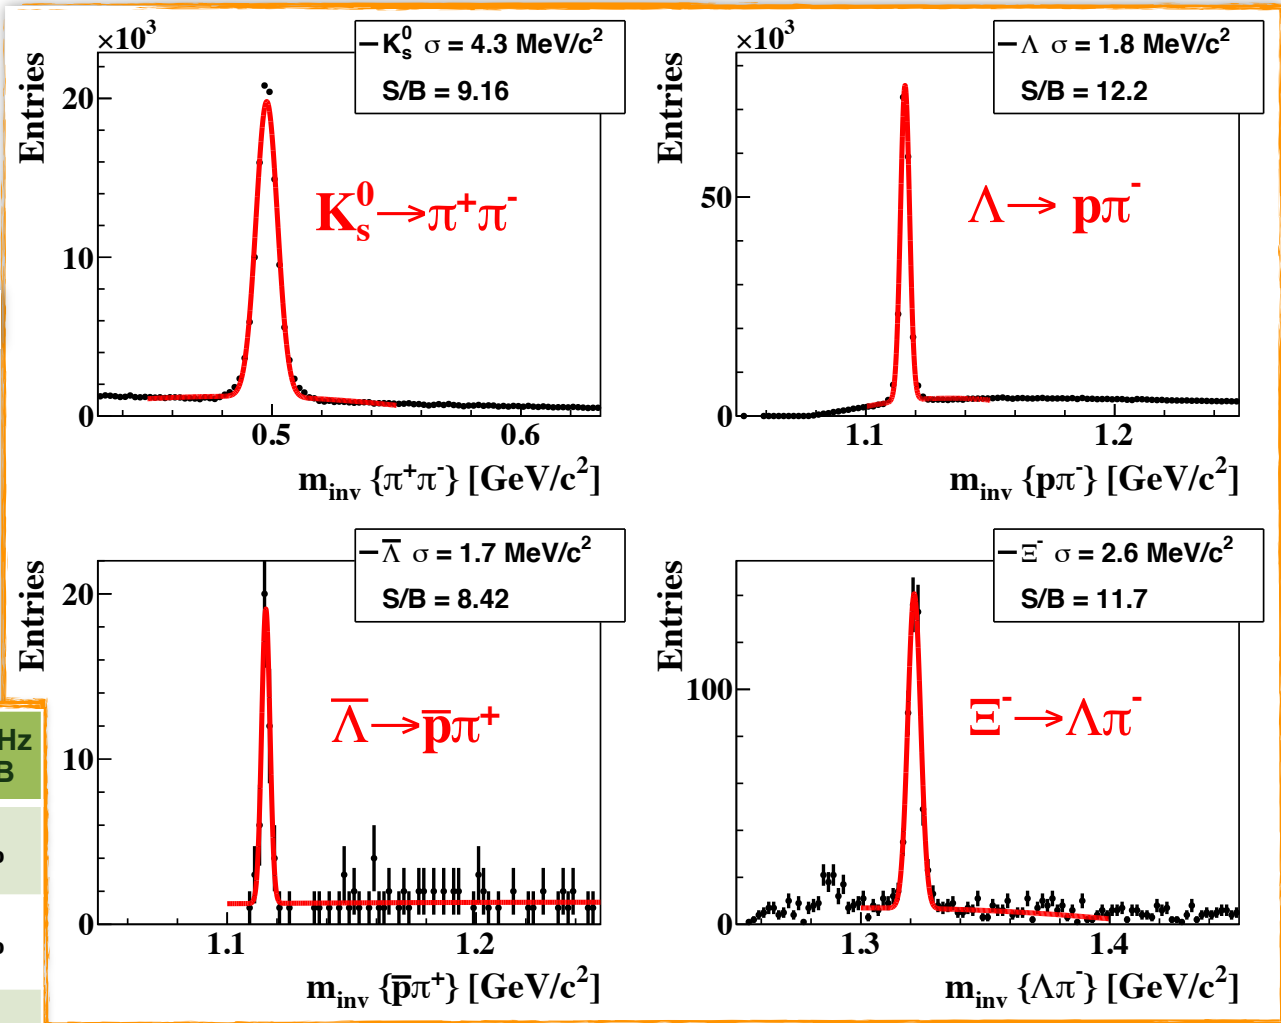 ×10³
Entries
20
10
0
0.5
0.6
m_inv {π⁺π⁻} [GeV/c²]
K⁰ₛ σ = 4.3 MeV/c²
S/B = 9.16
K⁰ₛ→π⁺π⁻
×10³
Entries
50
0
1.1
1.2
m_inv {pπ⁻} [GeV/c²]
Λ σ = 1.8 MeV/c²
S/B = 12.2
Λ→ pπ⁻
Entries
20
10
0
1.1
1.2
m_inv {p̅π⁺} [GeV/c²]
Λ̅ σ = 1.7 MeV/c²
S/B = 8.42
Λ̅→p̅π⁺
Entries
100
0
1.3
1.4
m_inv {Λπ⁻} [GeV/c²]
Ξ⁻ σ = 2.6 MeV/c²
S/B = 11.7
Ξ⁻→Λπ⁻
Hz
B